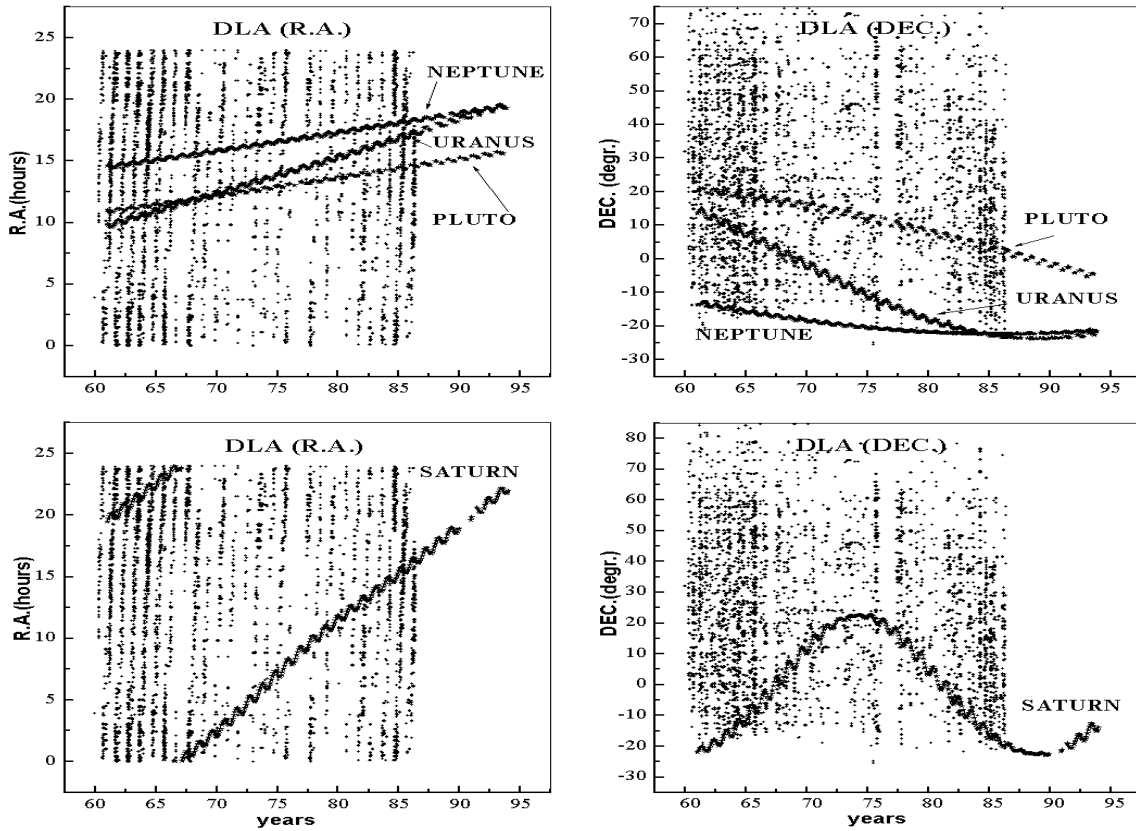 DLA (R.A.)
25
20
15
10
5
0
R.A.(hours)
NEPTUNE
URANUS
PLUTO
60 65 70 75 80 85 90 95
DLA (DEC.)
70
60
50
40
30
20
10
0
-10
-20
-30
DEC. (degr.)
PLUTO
URANUS
NEPTUNE
60 65 70 75 80 85 90 95
DLA (R.A.)
25
20
15
10
5
0
R.A.(hours)
SATURN
60 65 70 75 80 85 90 95
years
DLA (DEC.)
80
70
60
50
40
30
20
10
0
-10
-20
-30
DEC.(degr.)
SATURN
60 65 70 75 80 85 90 95
years